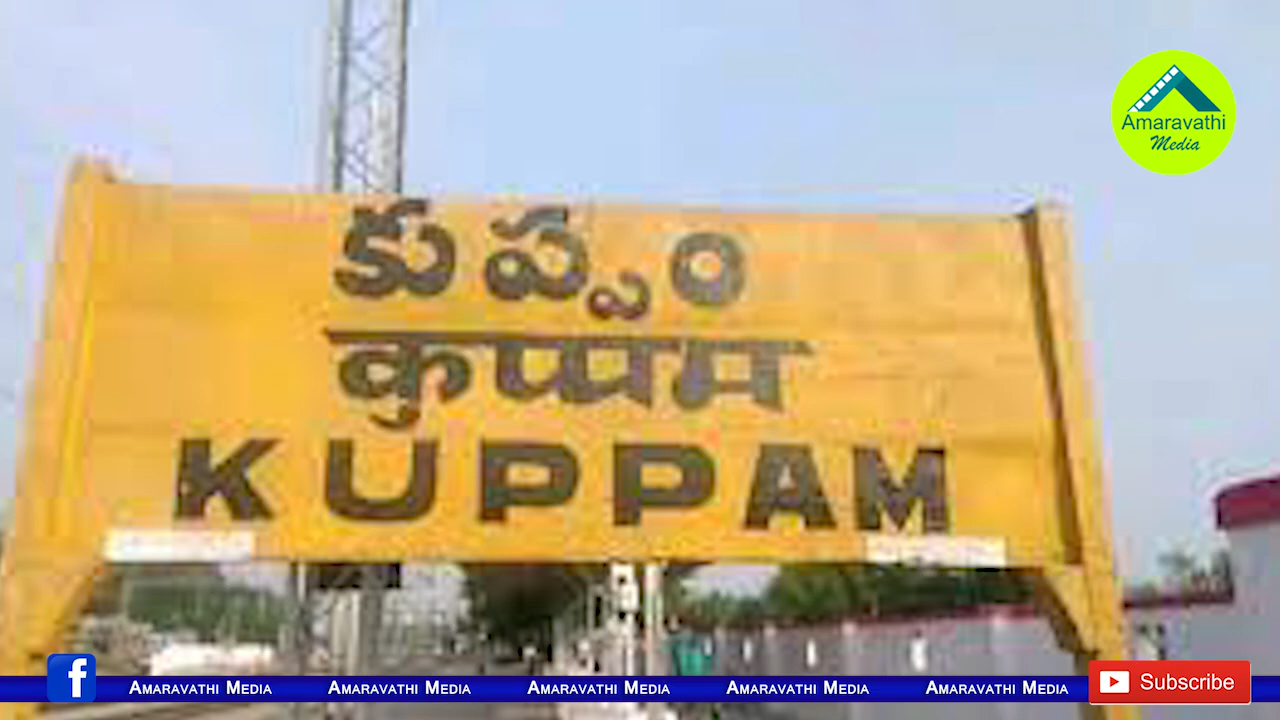 Amaravathi
Media
కుప్పం
कुप्पम
KUPPAM
f Amaravathi Media Amaravathi Media Amaravathi Media Amaravathi Media Amaravathi Media Subscribe